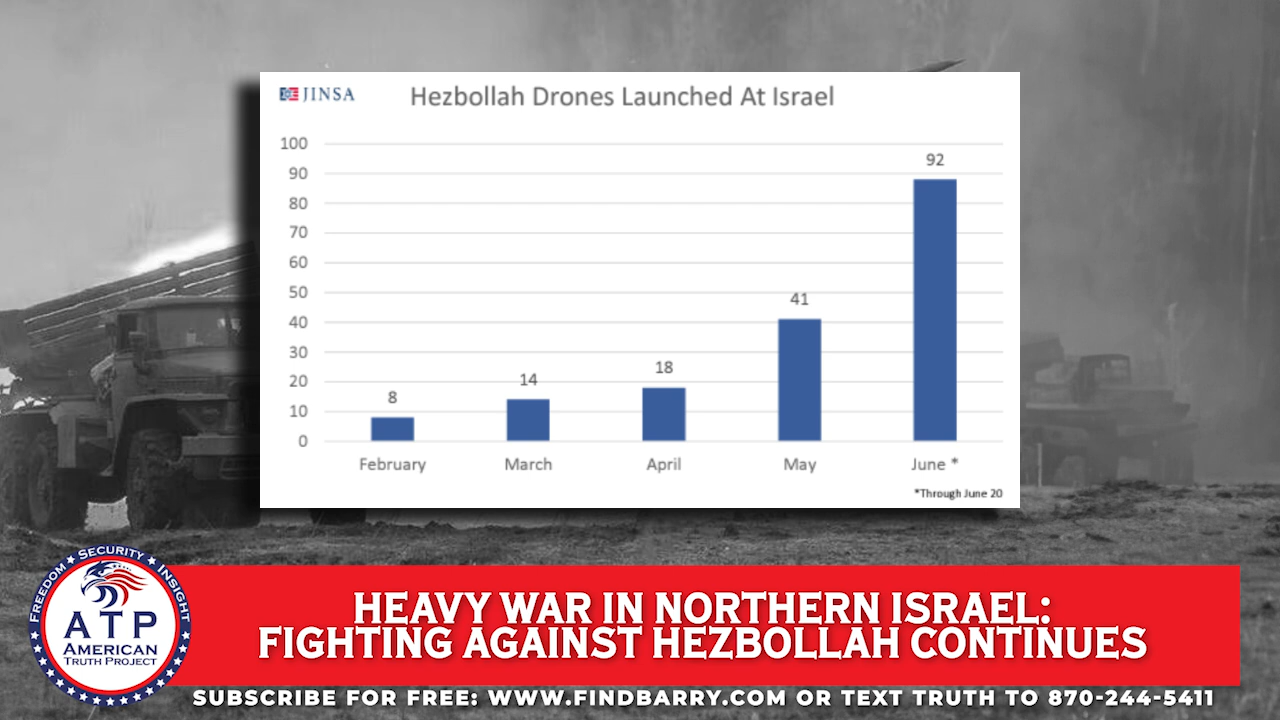 JINSA
Hezbollah Drones Launched At Israel
100
90
80
70
60
50
40
30
20
10
0
8
14
18
41
92
February
March
April
May
June *
*Through June 20
FREEDOM ★ SECURITY ★ INSIGHT
ATP
AMERICAN
TRUTH PROJECT
HEAVY WAR IN NORTHERN ISRAEL:
FIGHTING AGAINST HEZBOLLAH CONTINUES
SUBSCRIBE FOR FREE: WWW.FINDBARRY.COM OR TEXT TRUTH TO 870-244-5411